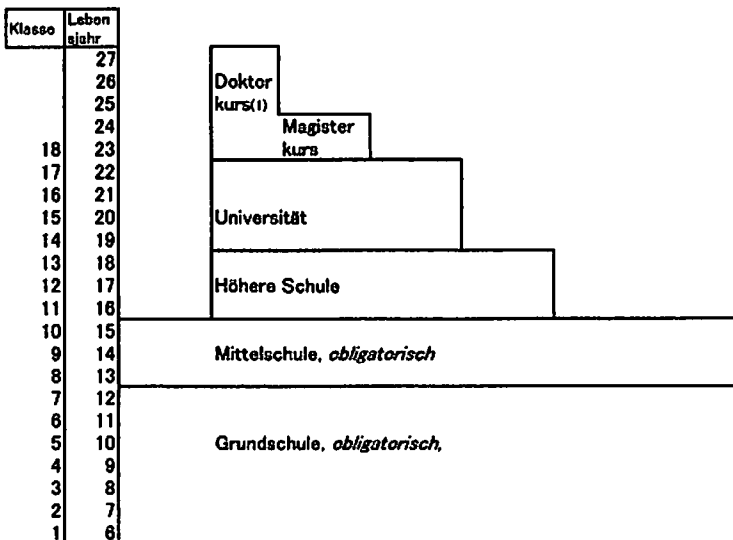 Klasse Lebensjahr
27
26 Doktor
25 kurs(1)
24 Magister
18 23 kurs
17 22
16 21
15 20 Universität
14 19
13 18
12 17 Höhere Schule
11 16
10 15
9 14 Mittelschule, obligatorisch
8 13
7 12
6 11
5 10 Grundschule, obligatorisch,
4 9
3 8
2 7
1 6